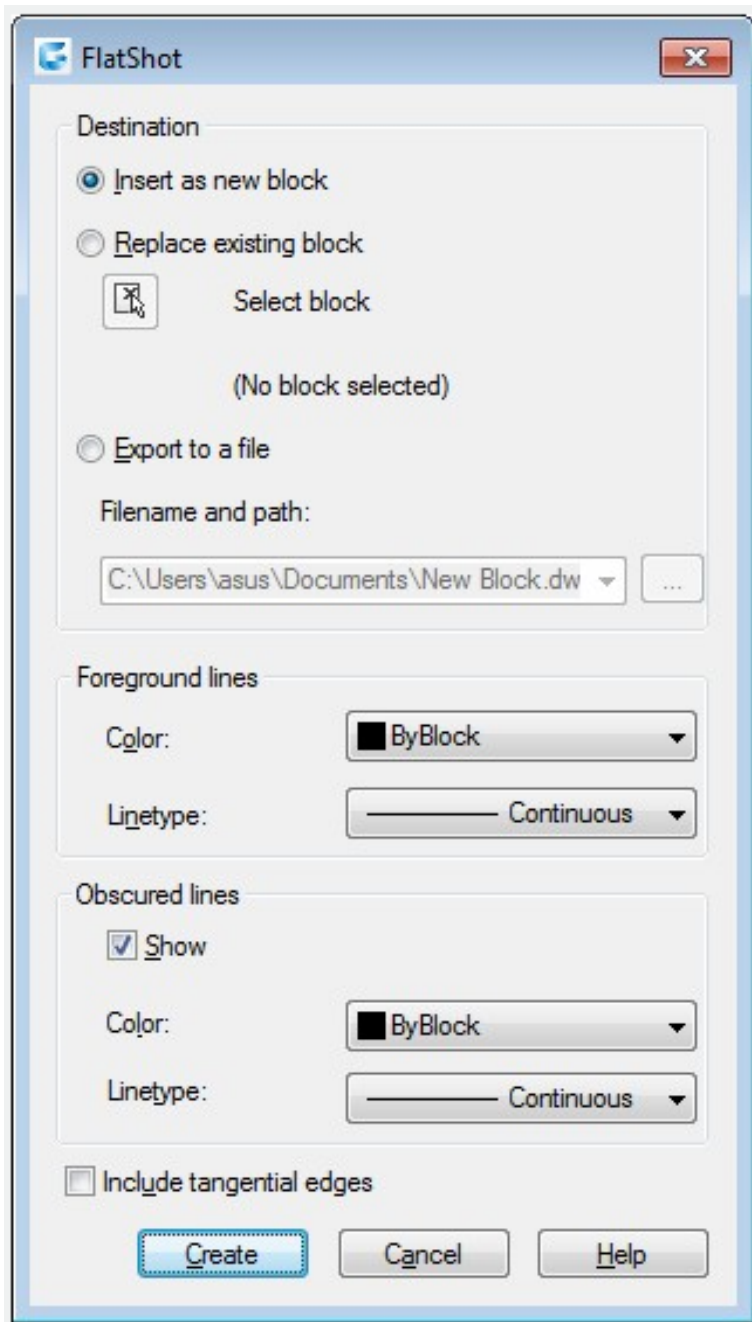 FlatShot
Destination
Insert as new block
Replace existing block
Select block
(No block selected)
Export to a file
Filename and path:
C:\Users\asus\Documents\New Block.dw
...
Foreground lines
Color: ByBlock
Linetype: Continuous
Obscured lines
Show
Color: ByBlock
Linetype: Continuous
Include tangential edges
Create Cancel Help